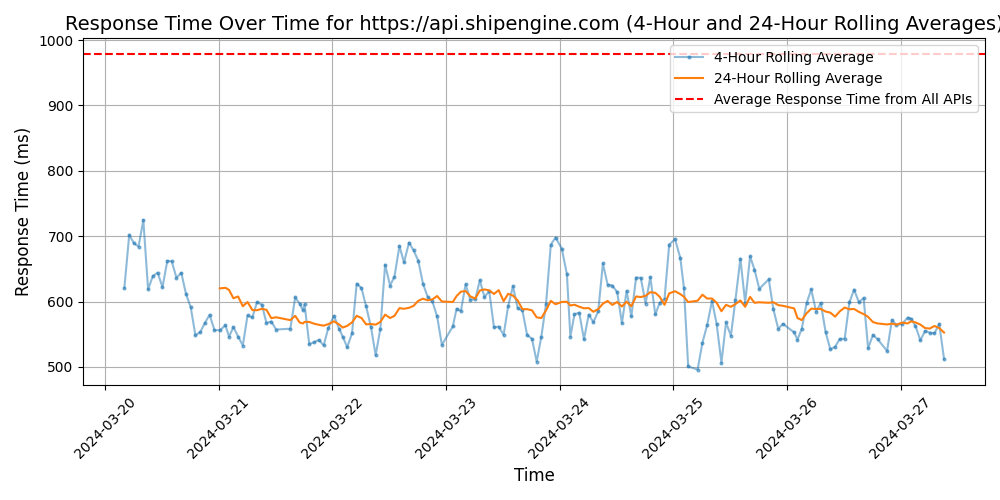 Response Time Over Time for https://api.shipengine.com (4-Hour and 24-Hour Rolling Averages)
1000
900
800
700
600
500
Response Time (ms)
4-Hour Rolling Average
24-Hour Rolling Average
Average Response Time from All APIs
2024-03-20
2024-03-21
2024-03-22
2024-03-23
2024-03-24
2024-03-25
2024-03-26
2024-03-27
Time